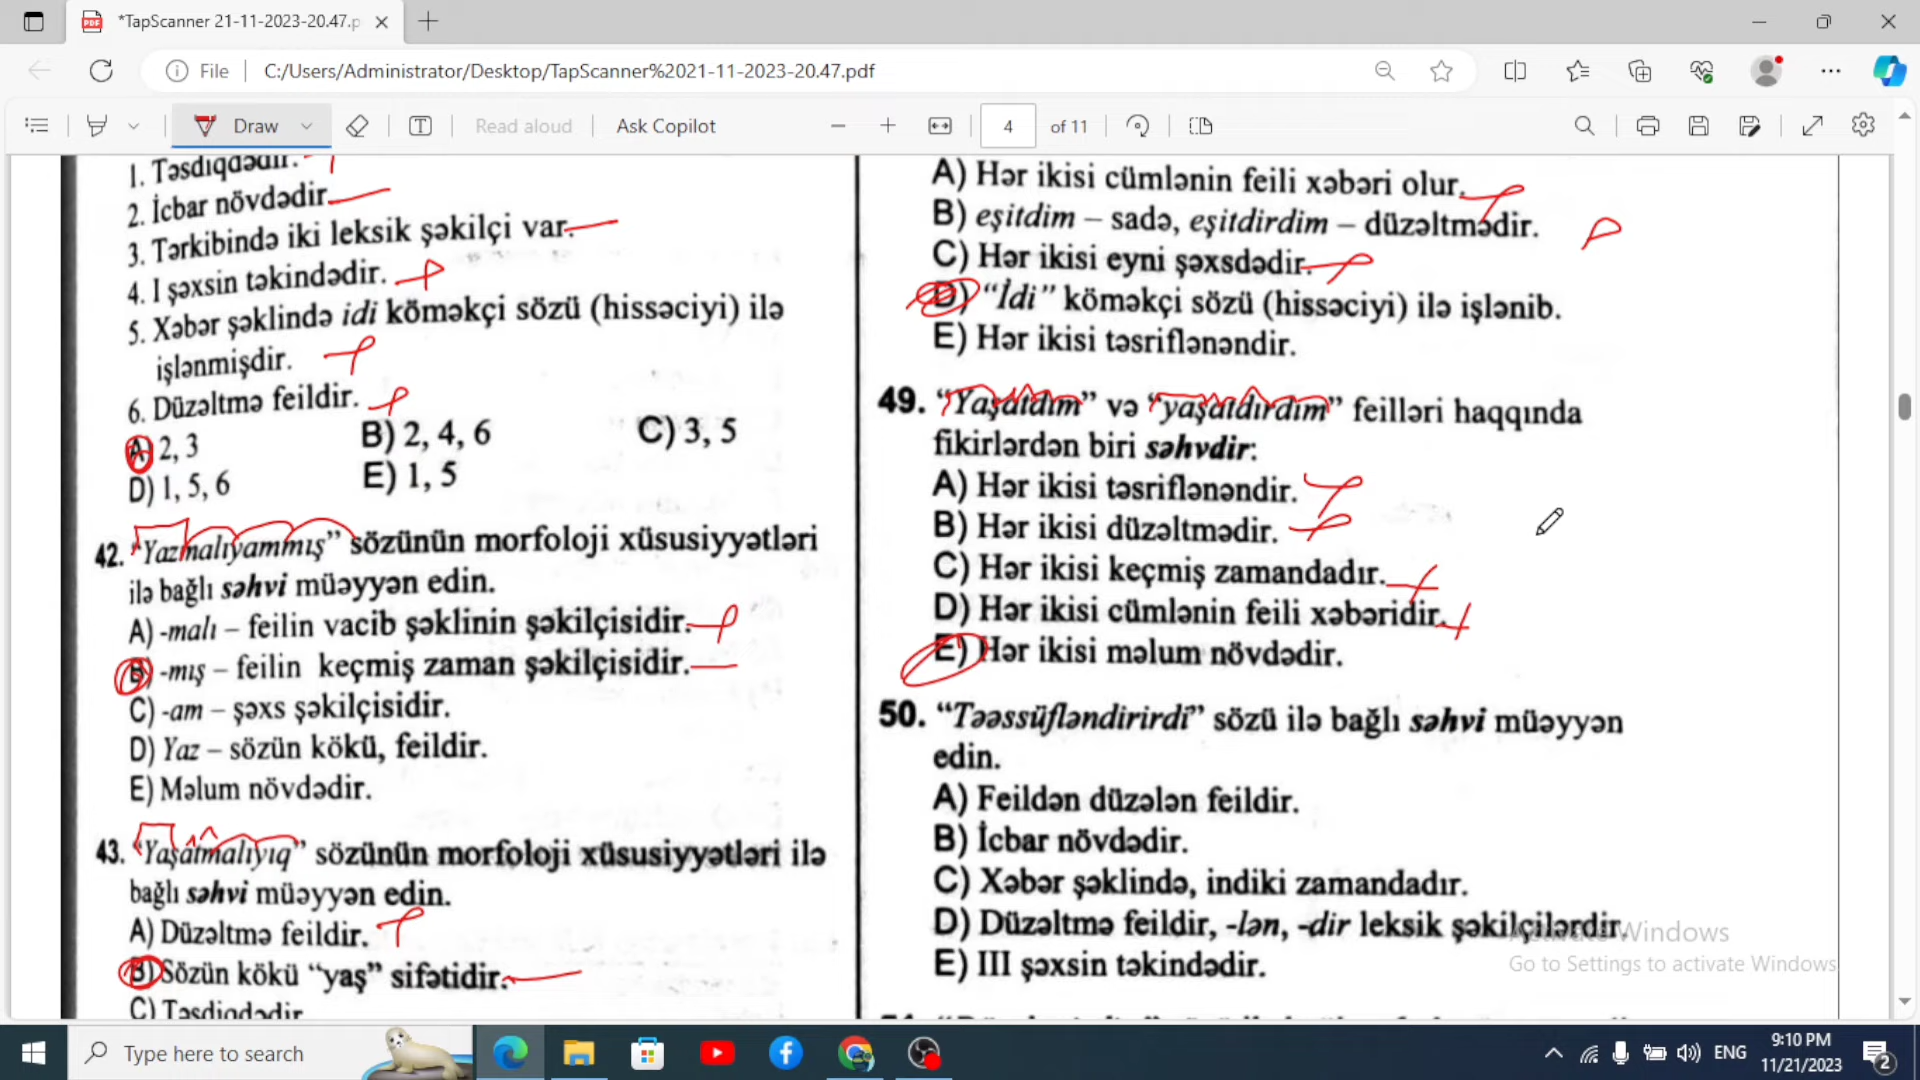 *TapScanner 21-11-2023-20.47.p
File
C:/Users/Administrator/Desktop/TapScanner%2021-11-2023-20.47.pdf
Draw
Read aloud
Ask Copilot
4
of 11
1. Təsdiqdədir.
2. İcbar növdədir.
3. Tərkibində iki leksik şəkilçi var.
4. I şəxsin təkindədir.
5. Xəbər şəklində idi köməkçi sözü (hissəciyi) ilə
işlənmişdir.
6. Düzəltmə feildir.
A) 2, 3
B) 2, 4, 6
C) 3, 5
D) 1, 5, 6
E) 1, 5
42. "Yazmalıyammış" sözünün morfoloji xüsusiyyətləri
ilə bağlı səhvi müəyyən edin.
A) -malı – feilin vacib şəklinin şəkilçisidir.
B) -mış – feilin keçmiş zaman şəkilçisidir.
C) -am – şəxs şəkilçisidir.
D) Yaz – sözün kökü, feildir.
E) Məlum növdədir.
43. "Yaşatmalıyıq" sözünün morfoloji xüsusiyyətləri ilə
bağlı səhvi müəyyən edin.
A) Düzəltmə feildir.
B) Sözün kökü "yaş" sifətidir.
C) Təsdiqdədir
A) Hər ikisi cümlənin feili xəbəri olur.
B) eşitdim – sadə, eşitdirdim – düzəltmədir.
C) Hər ikisi eyni şəxsdədir.
D) "İdi" köməkçi sözü (hissəciyi) ilə işlənib.
E) Hər ikisi təsriflənəndir.
49. "Yaşatdım" və "yaşatdırdım" feilləri haqqında
fikirlərdən biri səhvdir:
A) Hər ikisi təsriflənəndir.
B) Hər ikisi düzəltmədir.
C) Hər ikisi keçmiş zamandadır.
D) Hər ikisi cümlənin feili xəbəridir.
E) Hər ikisi məlum növdədir.
50. "Təəssüfləndirirdi" sözü ilə bağlı səhvi müəyyən
edin.
A) Feildən düzələn feildir.
B) İcbar növdədir.
C) Xəbər şəklində, indiki zamandadır.
D) Düzəltmə feildir, -lən, -dir leksik şəkilçilərdir.
E) III şəxsin təkindədir.
Activate Windows
Go to Settings to activate Windows.
Type here to search
ENG
9:10 PM
11/21/2023
2